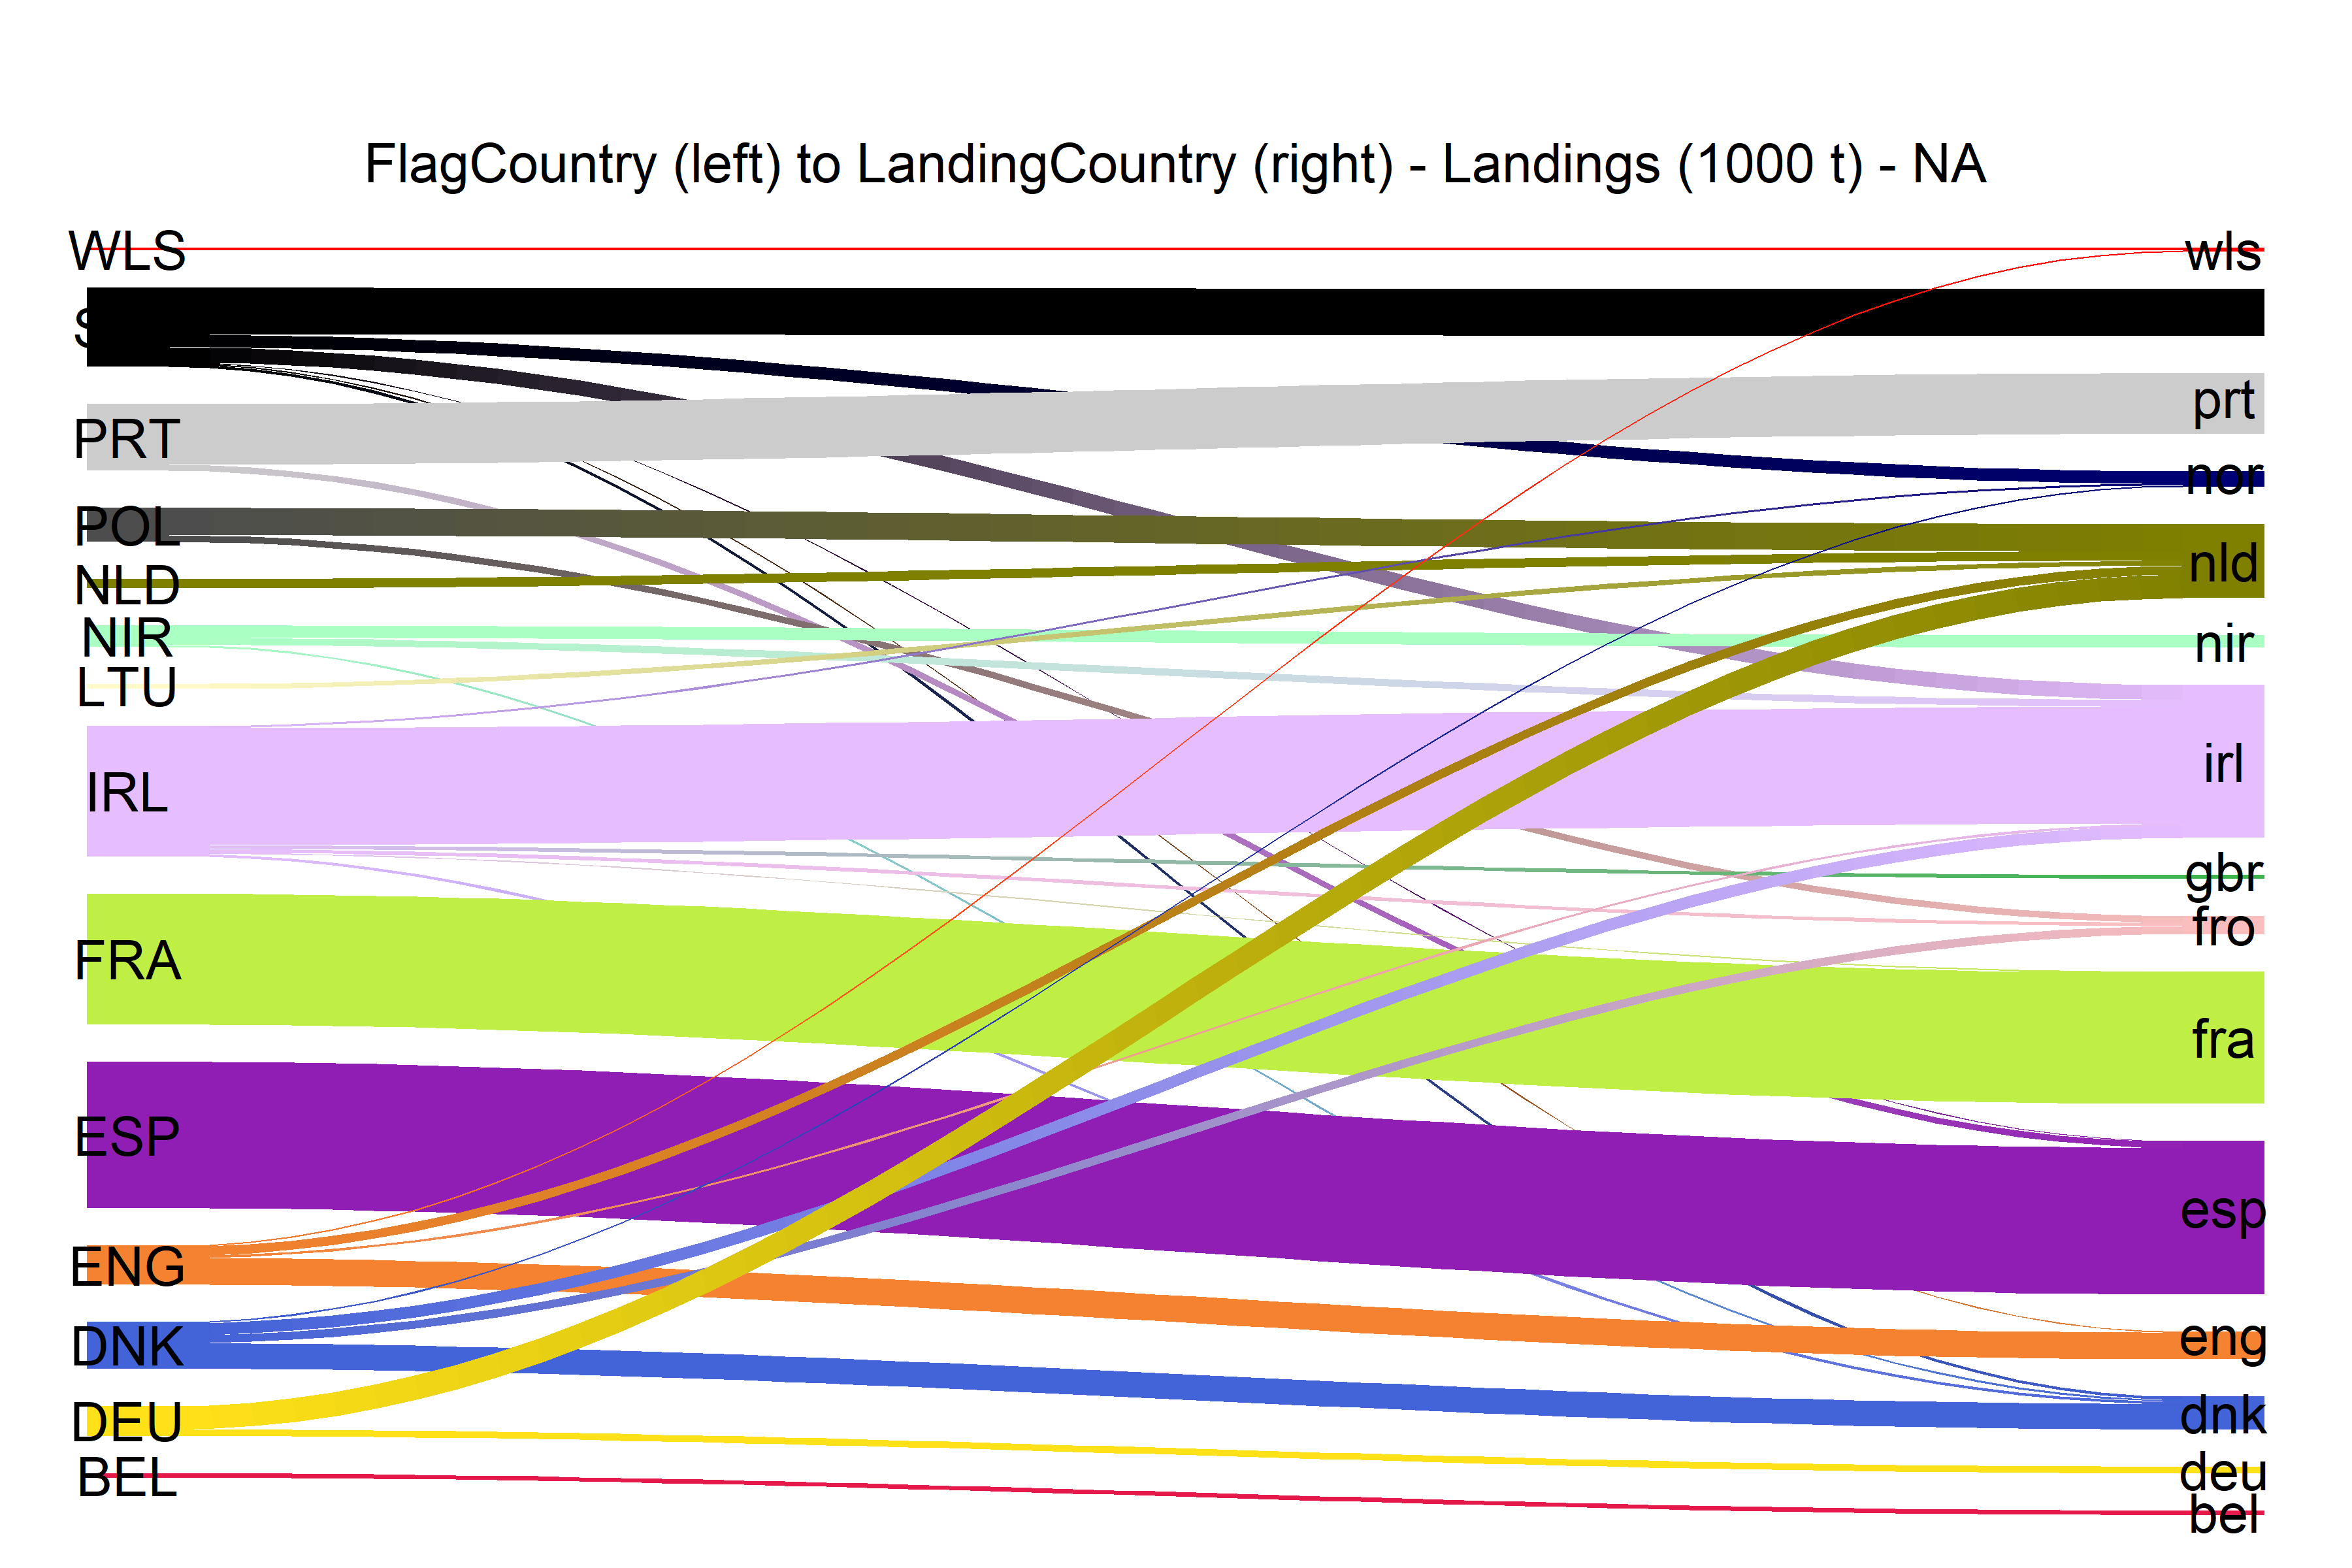 FlagCountry (left) to LandingCountry (right) - Landings (1000 t) - NA
WLS
wls
PRT
prt
nor
POL
nld
NLD
NIR
nir
LTU
IRL
irl
gbr
fro
FRA
fra
ESP
esp
ENG
eng
DNK
dnk
DEU
deu
BEL
bel